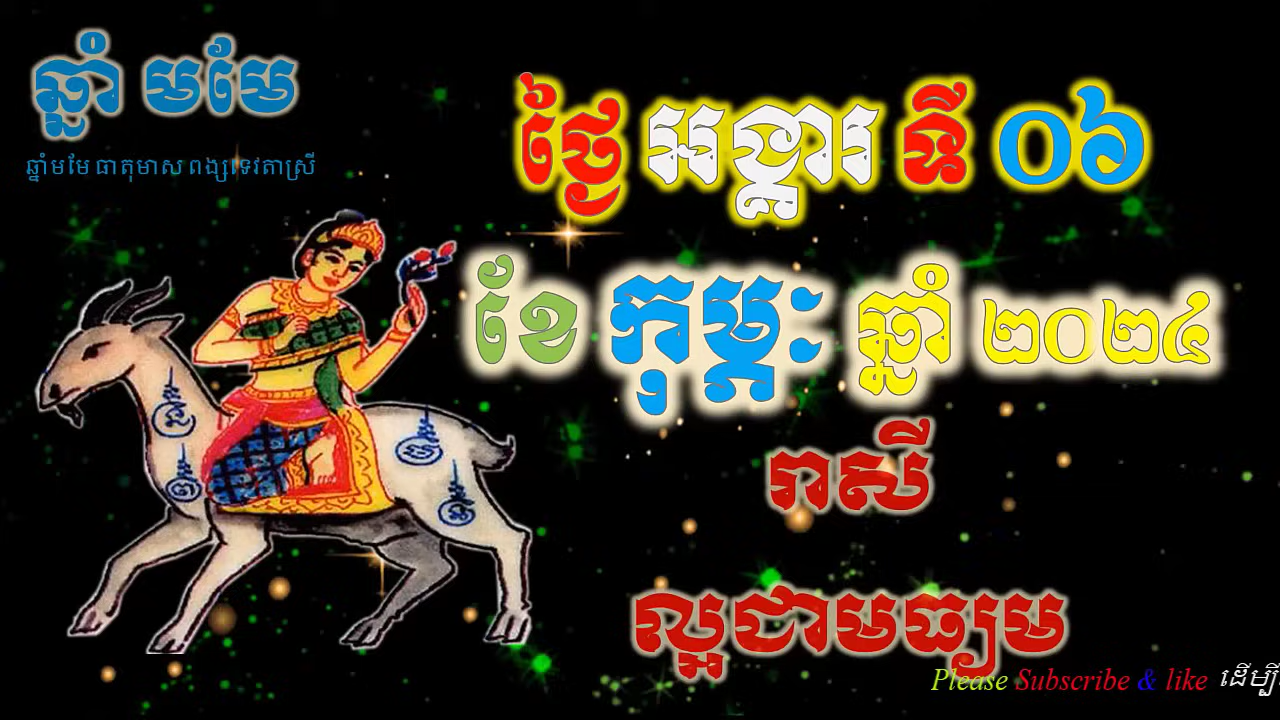 ឆ្នាំ មមែ
ឆ្នាំមមែ ធាតុមាស ពង្សទេវតាស្រី
ថ្ងៃ អង្គារ ទី ០៦
ខែ កុម្ភៈ ឆ្នាំ ២០២៤
រាសី
ល្អជាមធ្យម
Please Subscribe & like ដើម្បី